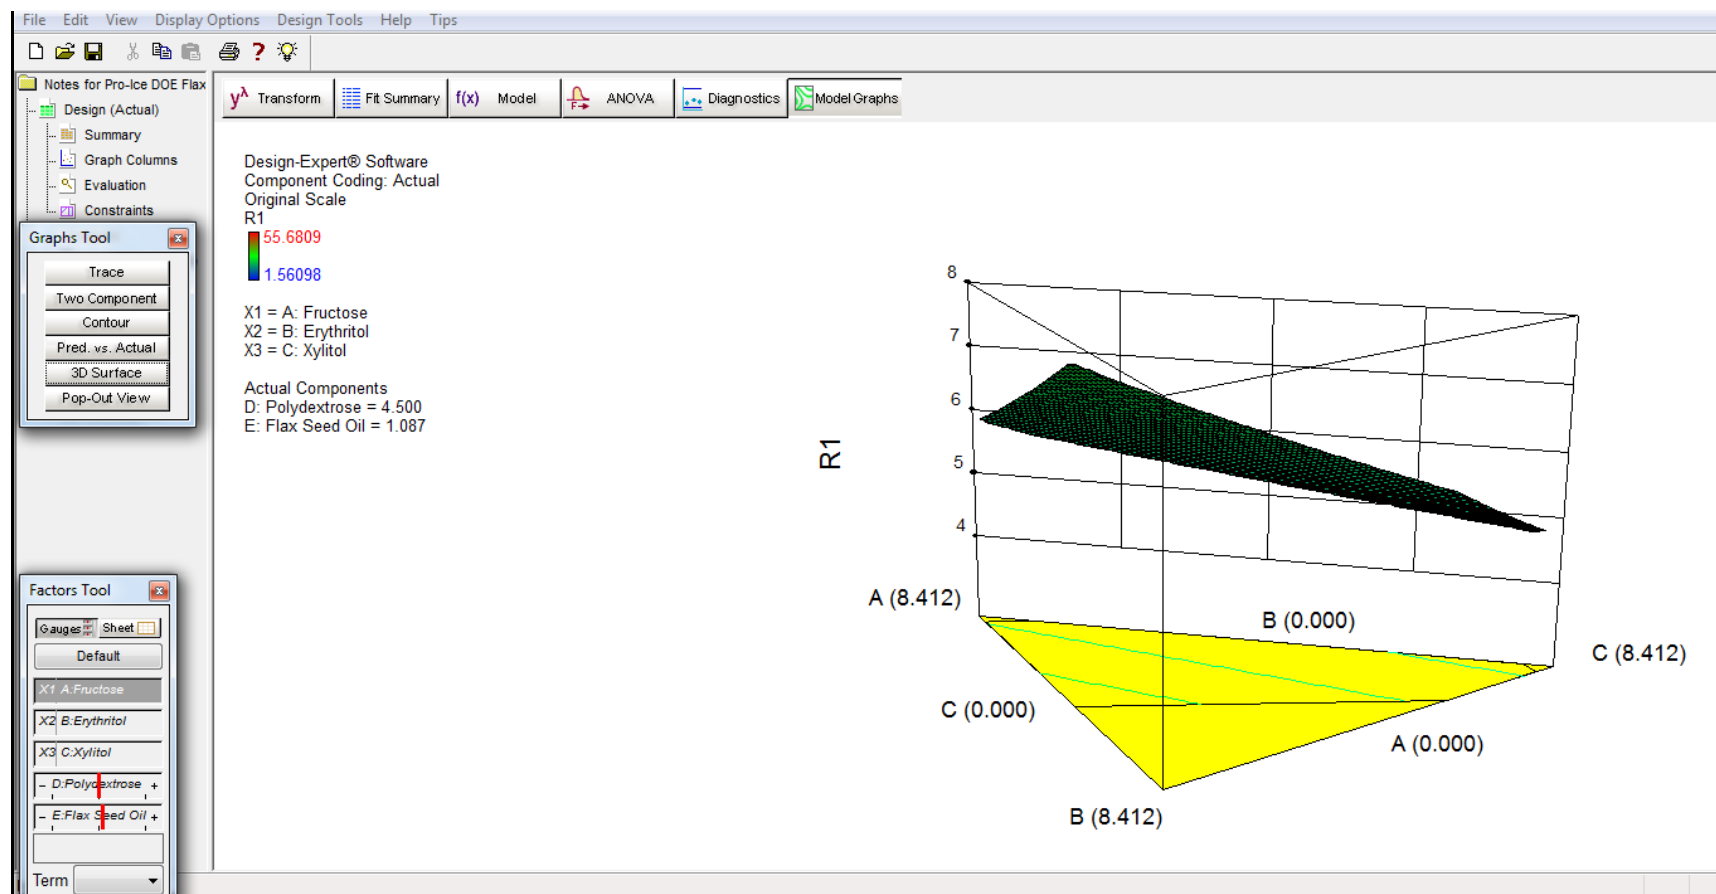 File Edit View Display Options Design Tools Help Tips
Notes for Pro-Ice DOE Flax
Design (Actual)
Summary
Graph Columns
Evaluation
Constraints
Graphs Tool
Trace
Two Component
Contour
Pred. vs. Actual
3D Surface
Pop-Out View
Factors Tool
Gauges Sheet
Default
X1 A:Fructose
X2 B:Erythritol
X3 C:Xylitol
- D:Polydextrose +
- E:Flax Seed Oil +
Term
yλ Transform Fit Summary f(x) Model F ANOVA Diagnostics Model Graphs
Design-Expert® Software
Component Coding: Actual
Original Scale
R1
55.6809
1.56098
X1 = A: Fructose
X2 = B: Erythritol
X3 = C: Xylitol
Actual Components
D: Polydextrose = 4.500
E: Flax Seed Oil = 1.087
8
7
6
5
4
R1
A (8.412)
B (0.000)
C (8.412)
C (0.000)
A (0.000)
B (8.412)